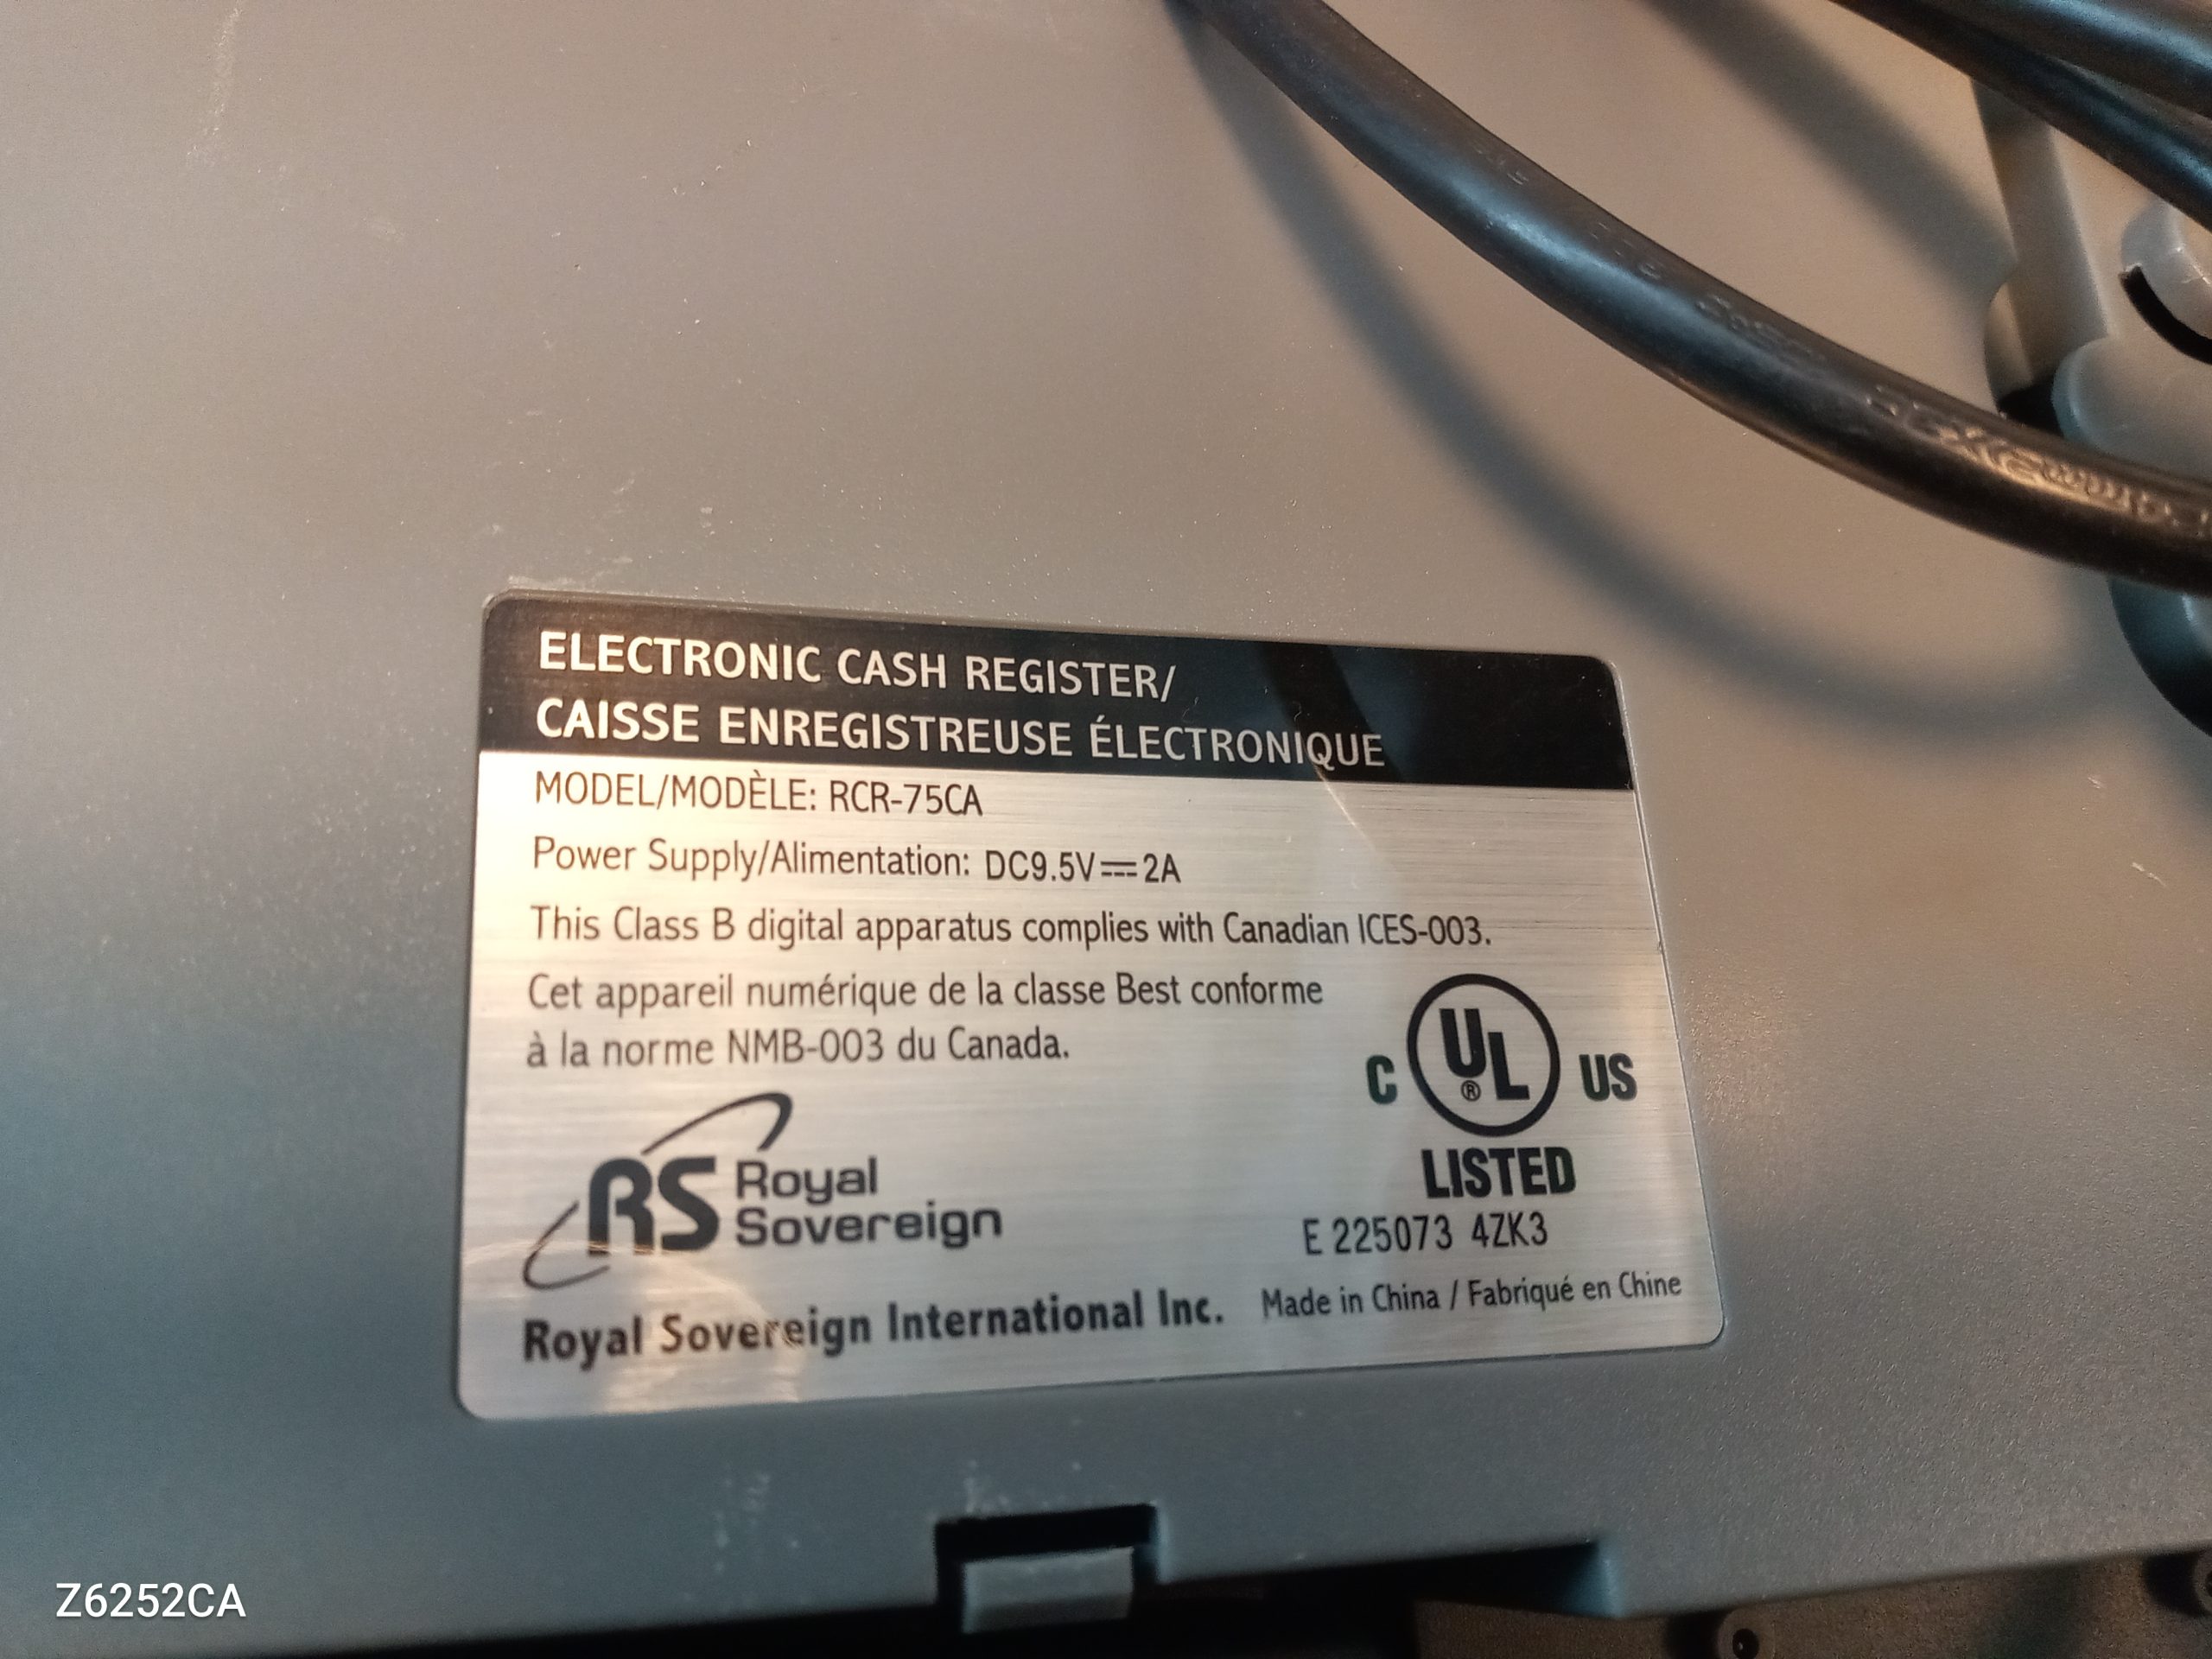 ELECTRONIC CASH REGISTER/
CAISSE ENREGISTREUSE ÉLECTRONIQUE
MODEL/MODÈLE: RCR-75CA
Power Supply/Alimentation: DC9.5V⎓2A
This Class B digital apparatus complies with Canadian ICES-003.
Cet appareil numérique de la classe Best conforme
à la norme NMB-003 du Canada.
C UL® US
LISTED
E 225073 4ZK3
RS Royal
Sovereign
Royal Sovereign International Inc.
Made in China / Fabriqué en Chine
Z6252CA